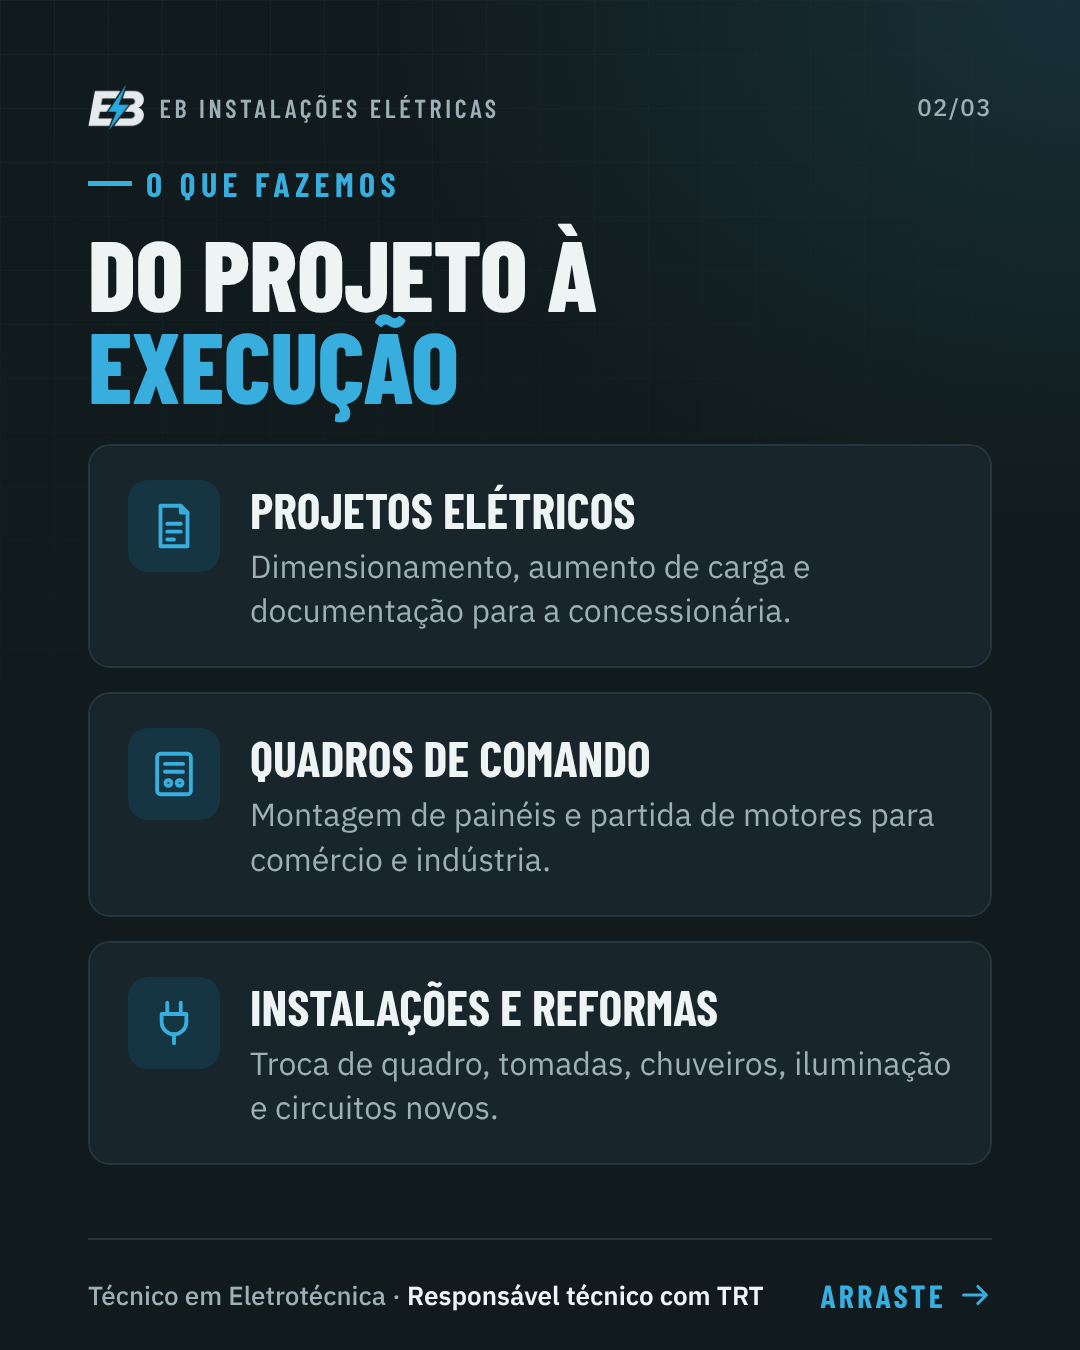 EB INSTALAÇÕES ELÉTRICAS
02/03
O QUE FAZEMOS
DO PROJETO À
EXECUÇÃO
PROJETOS ELÉTRICOS
Dimensionamento, aumento de carga e
documentação para a concessionária.
QUADROS DE COMANDO
Montagem de painéis e partida de motores para
comércio e indústria.
INSTALAÇÕES E REFORMAS
Troca de quadro, tomadas, chuveiros, iluminação
e circuitos novos.
Técnico em Eletrotécnica · Responsável técnico com TRT
ARRASTE →